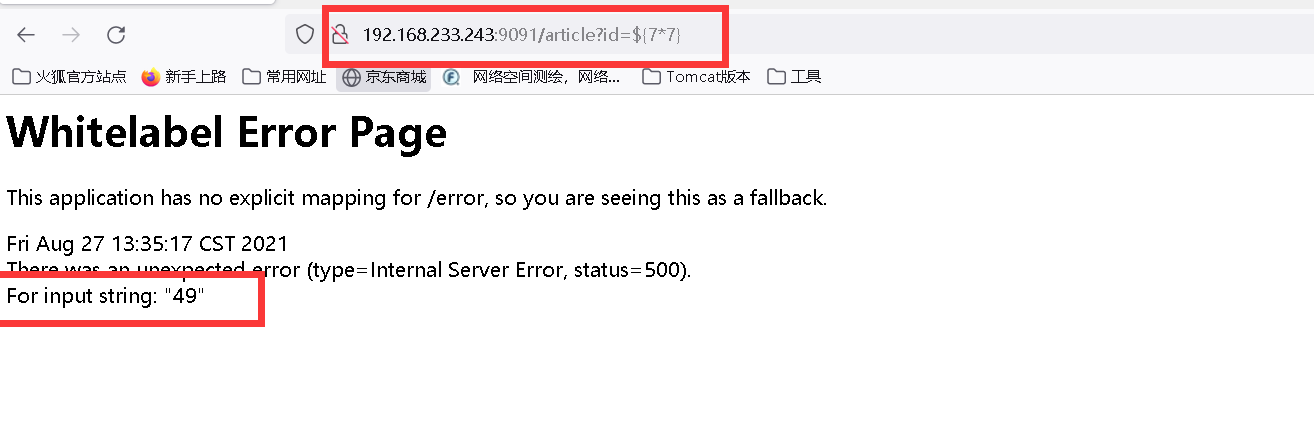 192.168.233.243:9091/article?id=${7*7}
火狐官方站点 新手上路 常用网址 京东商城 网络空间测绘，网络... Tomcat版本 工具
Whitelabel Error Page
This application has no explicit mapping for /error, so you are seeing this as a fallback.
Fri Aug 27 13:35:17 CST 2021
There was an unexpected error (type=Internal Server Error, status=500).
For input string: "49"